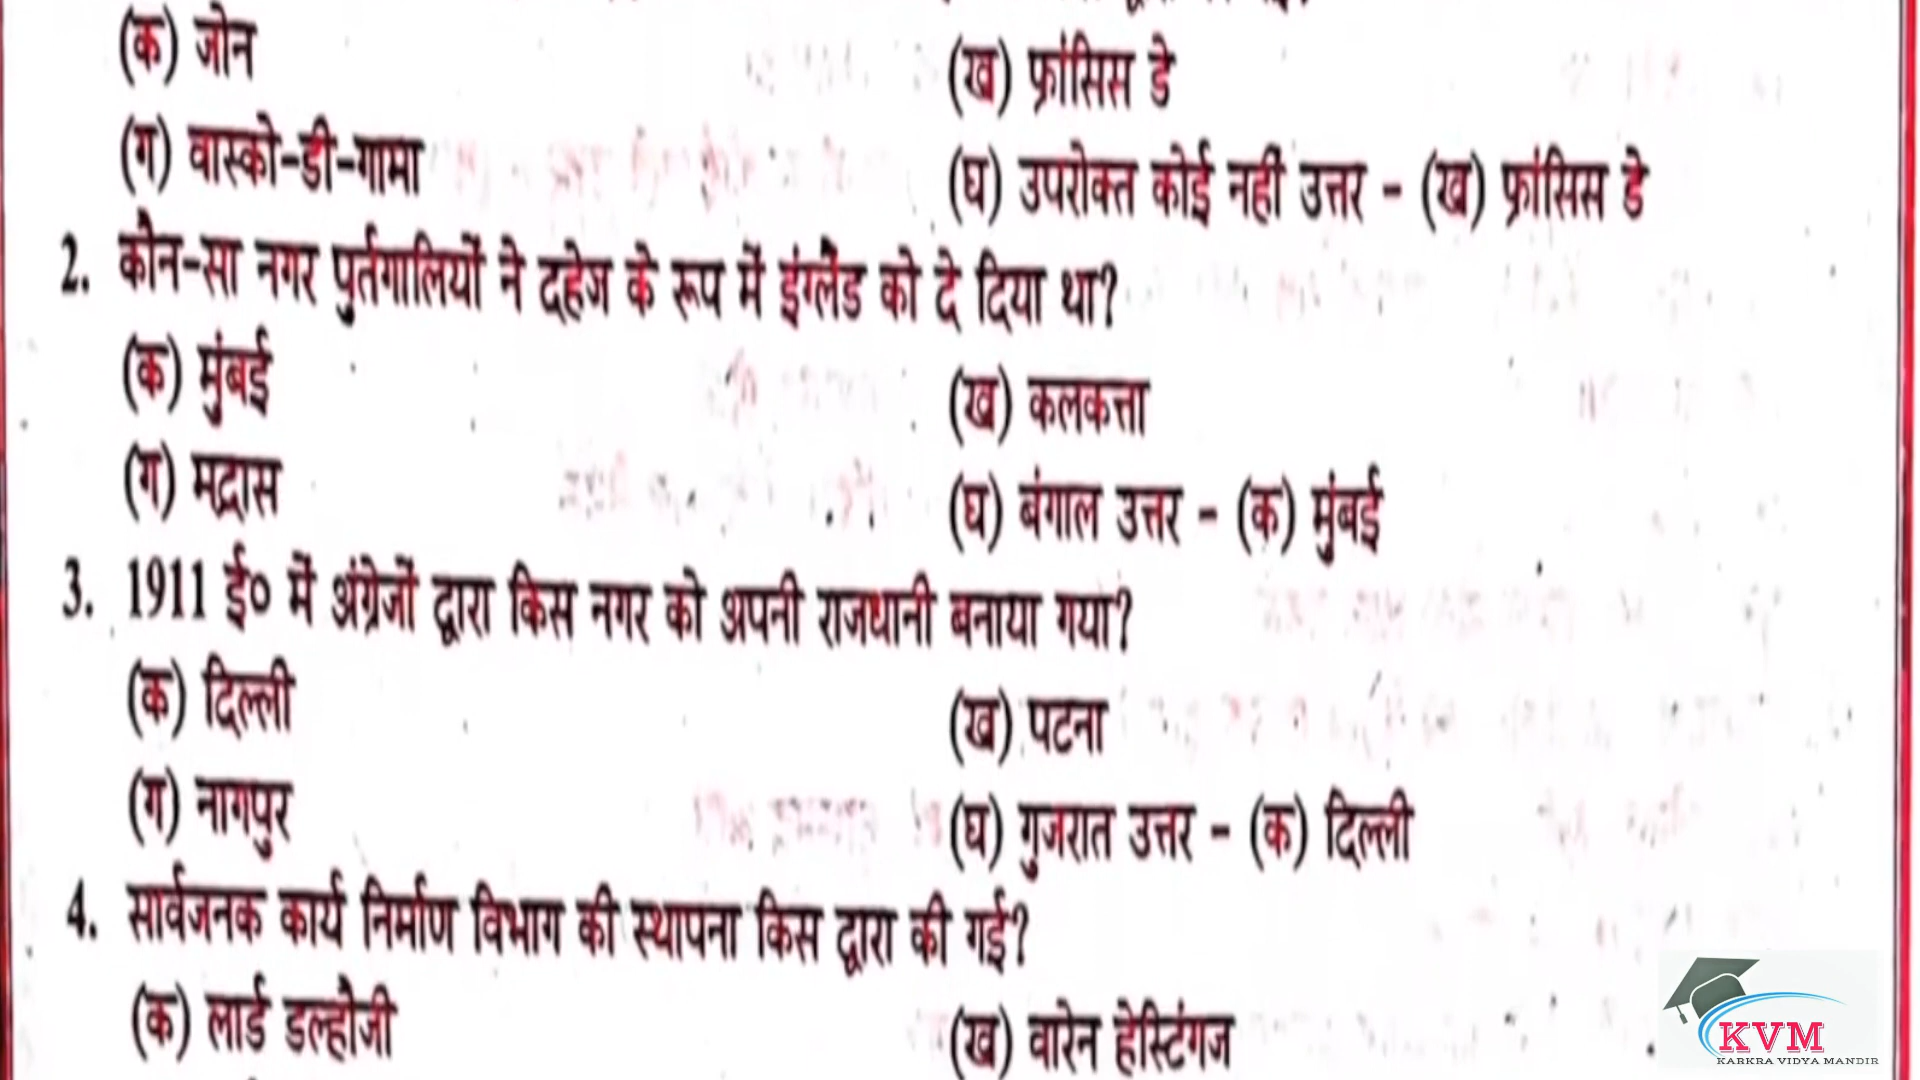 (क) जोन (ख) फ्रांसिस डे
(ग) वास्को-डी-गामा (घ) उपरोक्त कोई नहीं उत्तर - (ख) फ्रांसिस डे
2. कौन-सा नगर पुर्तगालियों ने दहेज के रूप में इंग्लैंड को दे दिया था?
(क) मुंबई (ख) कलकत्ता
(ग) मद्रास (घ) बंगाल उत्तर - (क) मुंबई
3. 1911 ई० में अंग्रेजों द्वारा किस नगर को अपनी राजधानी बनाया गया?
(क) दिल्ली (ख) पटना
(ग) नागपुर (घ) गुजरात उत्तर - (क) दिल्ली
4. सार्वजनक कार्य निर्माण विभाग की स्थापना किस द्वारा की गई?
(क) लार्ड डल्हौजी (ख) वारेन हेस्टिंगज
KVM
KARKRA VIDYA MANDIR